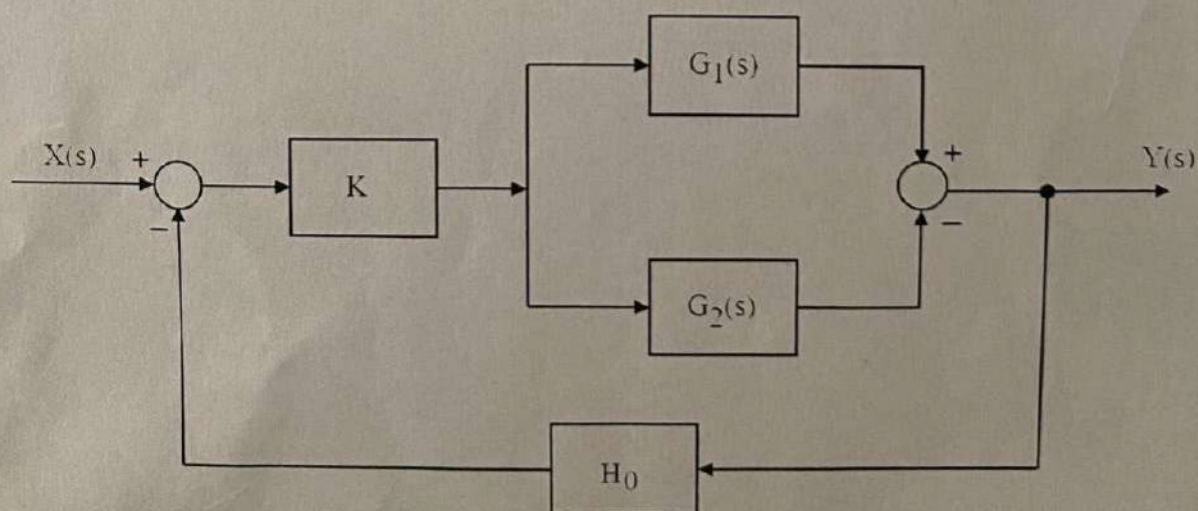 G₁(s)
X(s) +
K
+ Y(s)
−
−
G₂(s)
H₀